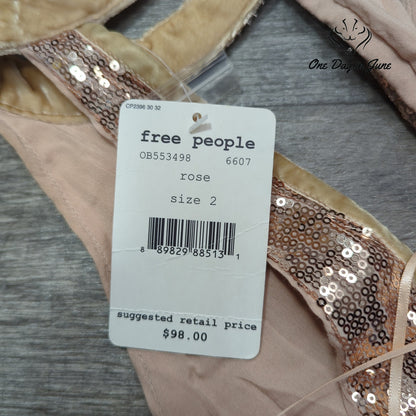 One Day in June
CP2396 30 32
free people
OB553498 6607
rose
size 2
8 89829 88513 1
suggested retail price
$98.00